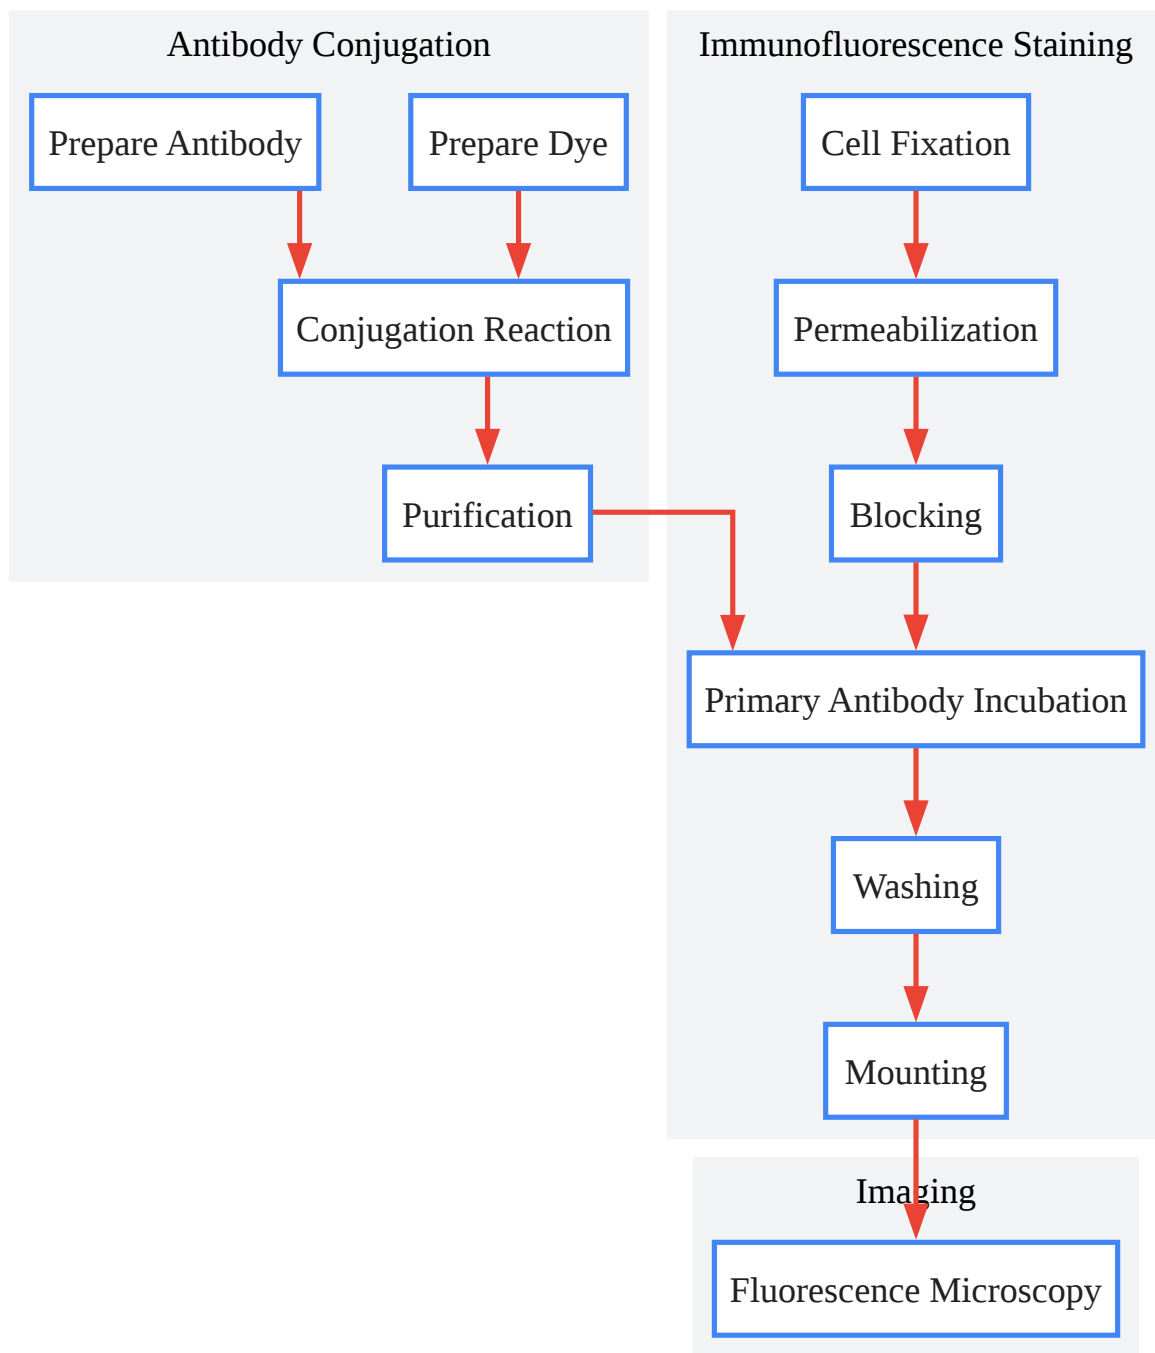 Antibody Conjugation
Prepare Antibody
Prepare Dye
Conjugation Reaction
Purification
Immunofluorescence Staining
Cell Fixation
Permeabilization
Blocking
Primary Antibody Incubation
Washing
Mounting
Imaging
Fluorescence Microscopy